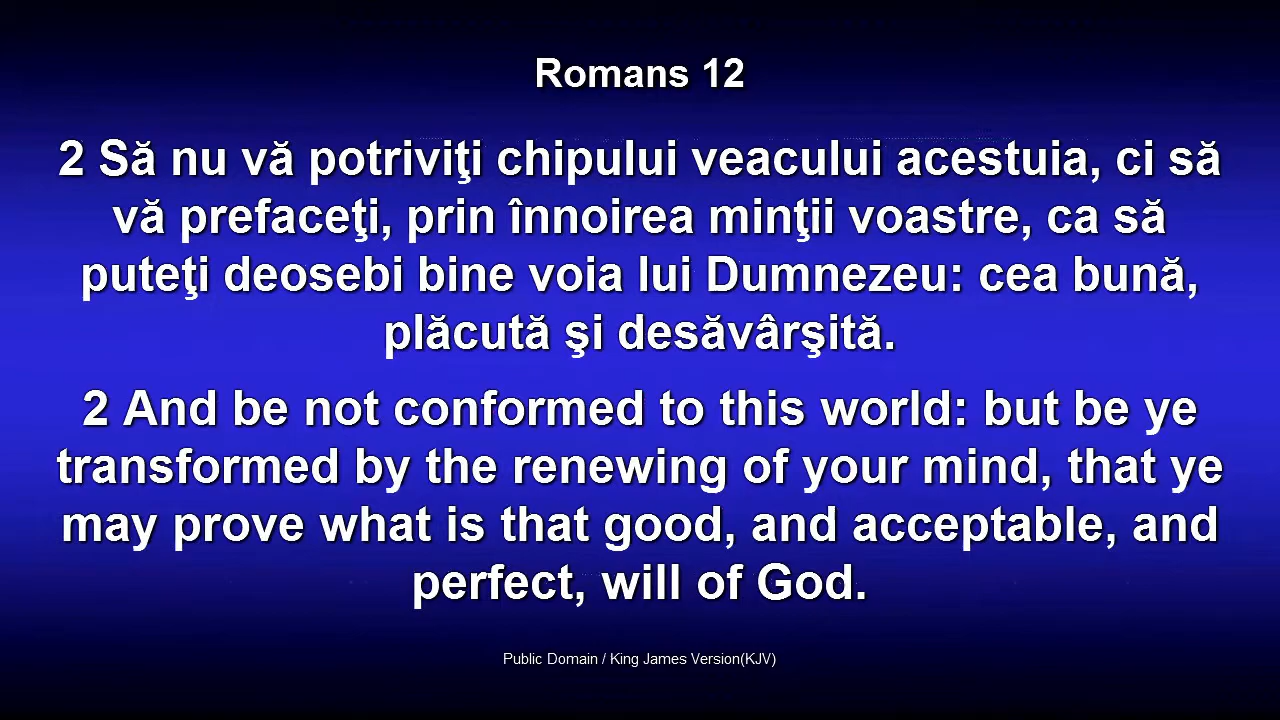 Romans 12
2 Să nu vă potriviţi chipului veacului acestuia, ci să
vă prefaceţi, prin înnoirea minţii voastre, ca să
puteţi deosebi bine voia lui Dumnezeu: cea bună,
plăcută şi desăvârşită.
2 And be not conformed to this world: but be ye
transformed by the renewing of your mind, that ye
may prove what is that good, and acceptable, and
perfect, will of God.
Public Domain / King James Version(KJV)